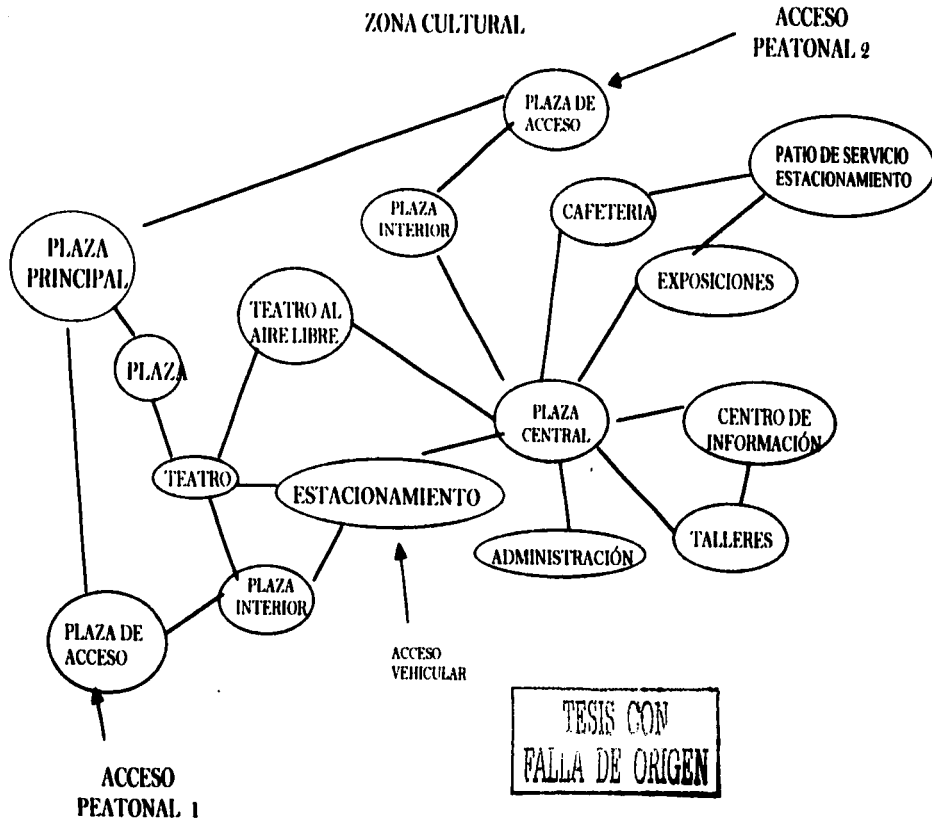 ZONA CULTURAL
ACCESO
PEATONAL 2
PLAZA DE
ACCESO
PATIO DE SERVICIO
ESTACIONAMIENTO
CAFETERIA
PLAZA
INTERIOR
PLAZA
PRINCIPAL
EXPOSICIONES
TEATRO AL
AIRE LIBRE
PLAZA
PLAZA
CENTRAL
CENTRO DE
INFORMACIÓN
TEATRO
ESTACIONAMIENTO
TALLERES
ADMINISTRACIÓN
PLAZA
INTERIOR
PLAZA DE
ACCESO
ACCESO
VEHICULAR
TESIS CON
FALLA DE ORIGEN
ACCESO
PEATONAL 1